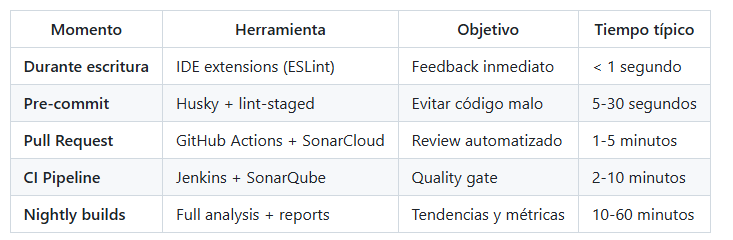 Momento Herramienta Objetivo Tiempo típico
Durante escritura IDE extensions (ESLint) Feedback inmediato < 1 segundo
Pre-commit Husky + lint-staged Evitar código malo 5-30 segundos
Pull Request GitHub Actions + SonarCloud Review automatizado 1-5 minutos
CI Pipeline Jenkins + SonarQube Quality gate 2-10 minutos
Nightly builds Full analysis + reports Tendencias y métricas 10-60 minutos